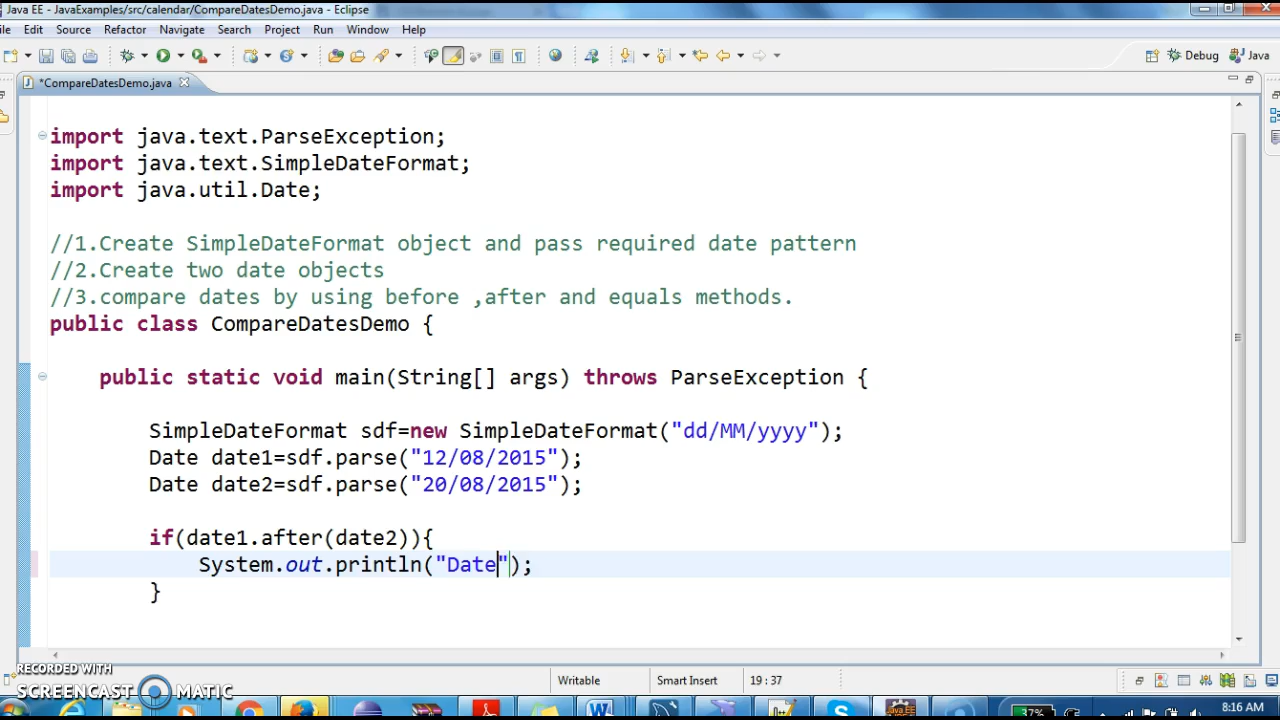 Java EE - JavaExamples/src/calendar/CompareDatesDemo.java - Eclipse
ile Edit Source Refactor Navigate Search Project Run Window Help
Debug Java
*CompareDatesDemo.java
import java.text.ParseException;
import java.text.SimpleDateFormat;
import java.util.Date;
//1.Create SimpleDateFormat object and pass required date pattern
//2.Create two date objects
//3.compare dates by using before ,after and equals methods.
public class CompareDatesDemo {
public static void main(String[] args) throws ParseException {
SimpleDateFormat sdf=new SimpleDateFormat("dd/MM/yyyy");
Date date1=sdf.parse("12/08/2015");
Date date2=sdf.parse("20/08/2015");
if(date1.after(date2)){
System.out.println("Date");
}
RECORDED WITH
SCREENCAST MATIC
Writable Smart Insert 19 : 37
37% 8:16 AM